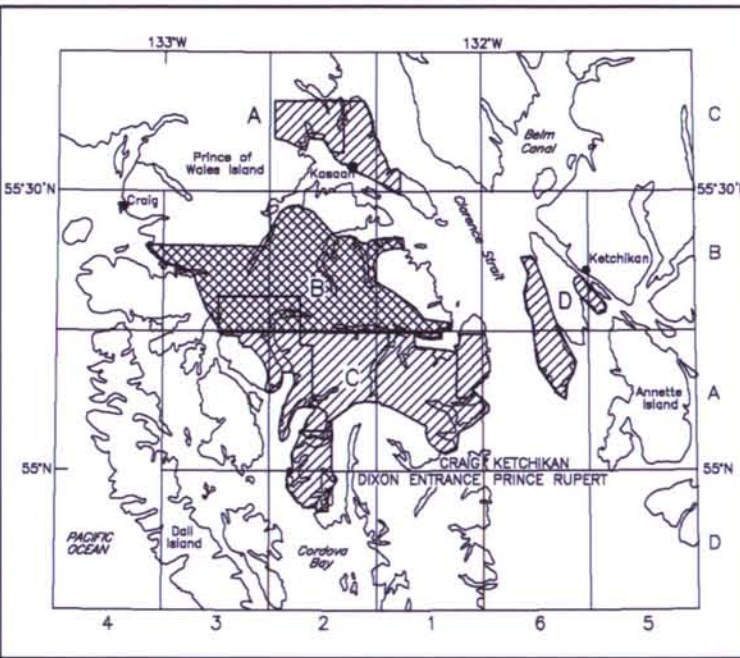 133°W
132°W
A
C
Prince of
Wales Island
Kasaan
Belm
Canal
55°30'N
55°30'N
Craig
Clarence Strait
Ketchikan
B
B
D
C
Annette
Island
A
CRAIG
KETCHIKAN
55°N
55°N
DIXON ENTRANCE
PRINCE RUPERT
PACIFIC
OCEAN
Dall
Island
Cordova
Bay
D
4
3
2
1
6
5